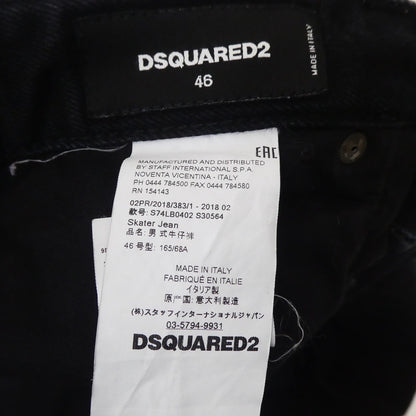 DSQUARED2
46
MADE IN ITALY
EAC
MANUFACTURED AND DISTRIBUTED
BY STAFF INTERNATIONAL S.P.A
NOVENTA VICENTINA - ITALY
PH 0444 784500 FAX 0444 784580
RN 154143
02PR/2018/383/1 - 2018 02
款号: S74LB0402 S30564
Skater Jean
品名: 男式牛仔裤
46 号型: 165/68A
MADE IN ITALY
FABRIQUÉ EN ITALIE
イタリア製
原产国: 意大利製造
(株)スタッフインターナショナルジャパン
03-5794-9931
DSQUARED2